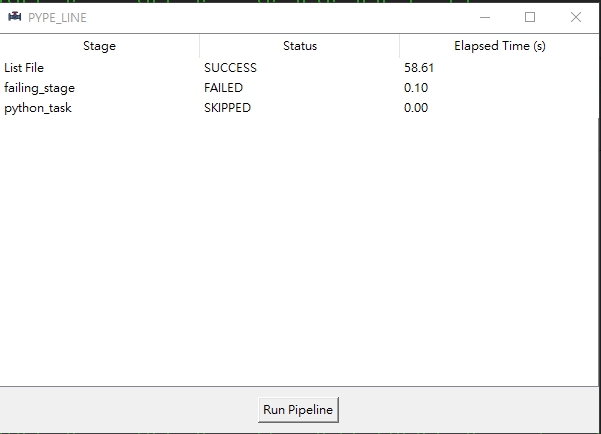 PYPE_LINE
Stage Status Elapsed Time (s)
List File SUCCESS 58.61
failing_stage FAILED 0.10
python_task SKIPPED 0.00
Run Pipeline